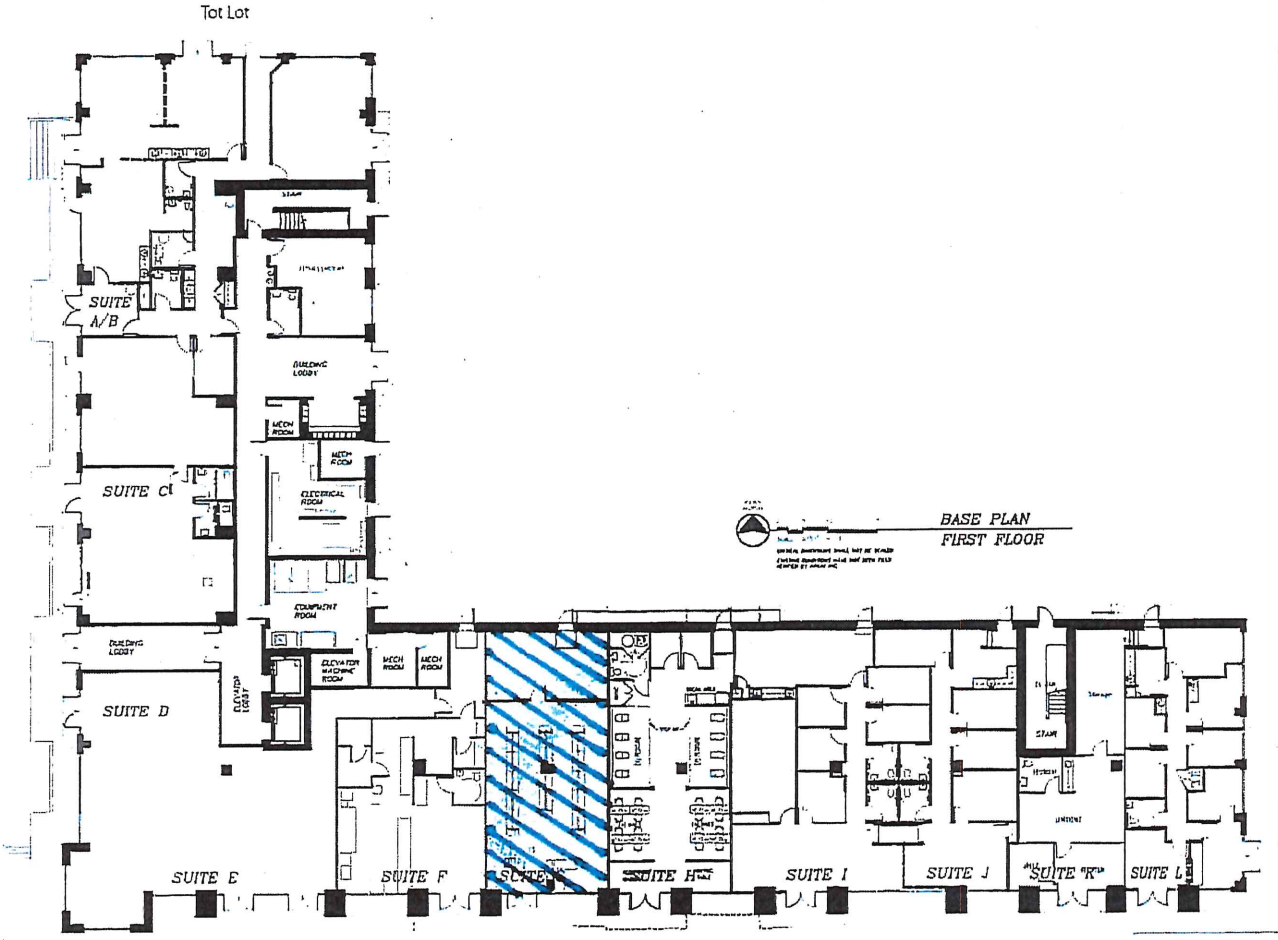 Tot Lot
STAIR
SUITE
A/B
BUILDING
LOBBY
MECH
ROOM
MECH
ROOM
SUITE C
ELECTRICAL
ROOM
BASE PLAN
FIRST FLOOR
EQUIPMENT
ROOM
BUILDING
LOBBY
ELEVATOR
MACHINE
ROOM
MECH
ROOM
MECH
ROOM
ELEVATOR
LOBBY
SUITE D
STAIR
SUITE E
SUITE F
SUITE
SUITE H
SUITE I
SUITE J
SUITE K
SUITE L